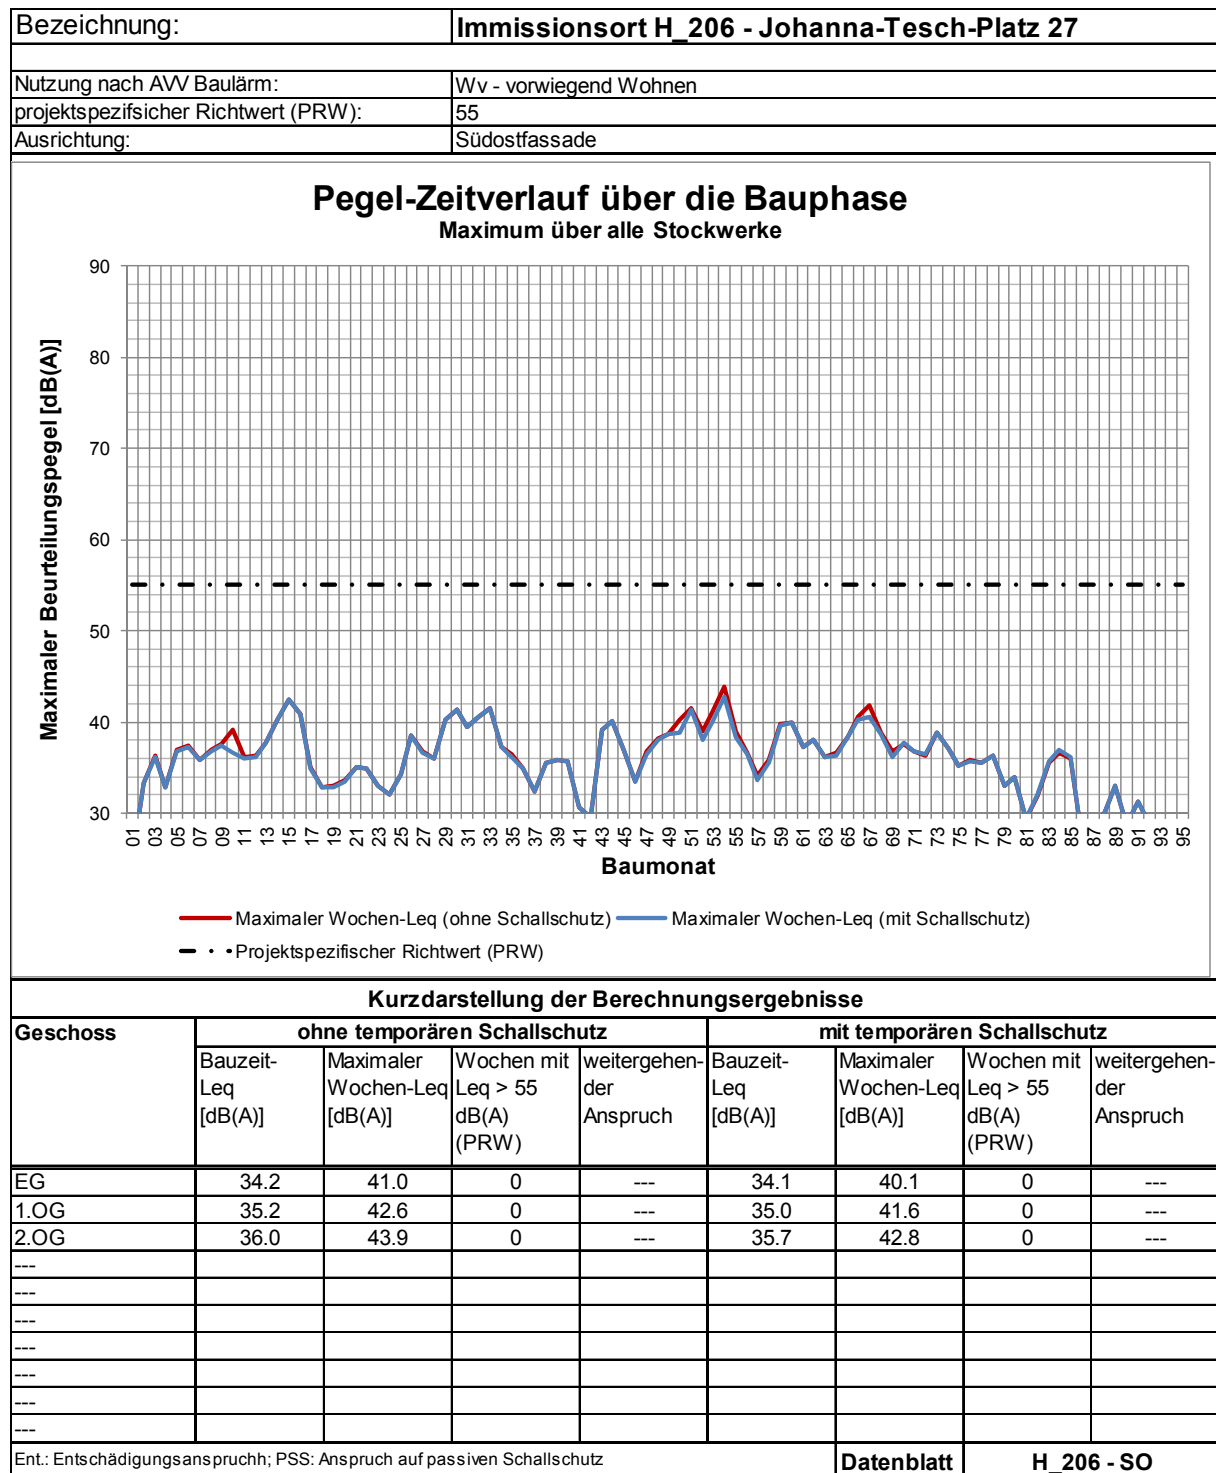 Bezeichnung: Immissionsort H_206 - Johanna-Tesch-Platz 27
Nutzung nach AVV Baulärm: Wv - vorwiegend Wohnen
projektspezifsicher Richtwert (PRW): 55
Ausrichtung: Südostfassade
Pegel-Zeitverlauf über die Bauphase
Maximum über alle Stockwerke
Maximaler Beurteilungspegel [dB(A)]
90
80
70
60
50
40
30
01 03 05 07 09 11 13 15 17 19 21 23 25 27 29 31 33 35 37 39 41 43 45 47 49 51 53 55 57 59 61 63 65 67 69 71 73 75 77 79 81 83 85 87 89 91 93 95
Baumonat
Maximaler Wochen-Leq (ohne Schallschutz) Maximaler Wochen-Leq (mit Schallschutz)
Projektspezifischer Richtwert (PRW)
Kurzdarstellung der Berechnungsergebnisse
Geschoss ohne temporären Schallschutz mit temporären Schallschutz
Bauzeit- Maximaler Wochen mit weitergehen- Bauzeit- Maximaler Wochen mit weitergehen-
Leq Wochen-Leq Leq > 55 der Leq Wochen-Leq Leq > 55 der
[dB(A)] [dB(A)] dB(A) Anspruch [dB(A)] [dB(A)] dB(A) Anspruch
(PRW) (PRW)
EG 34.2 41.0 0 --- 34.1 40.1 0 ---
1.OG 35.2 42.6 0 --- 35.0 41.6 0 ---
2.OG 36.0 43.9 0 --- 35.7 42.8 0 ---
---
---
---
---
---
---
---
Ent.: Entschädigungsanspruchh; PSS: Anspruch auf passiven Schallschutz Datenblatt H_206 - SO